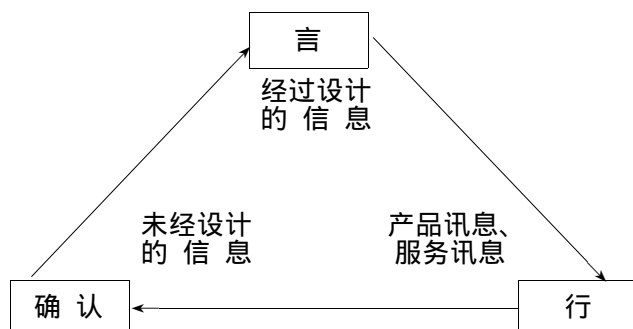 言
经过设计
的 信 息
未经设计
的 信 息
产品讯息、
服务讯息
确 认
行